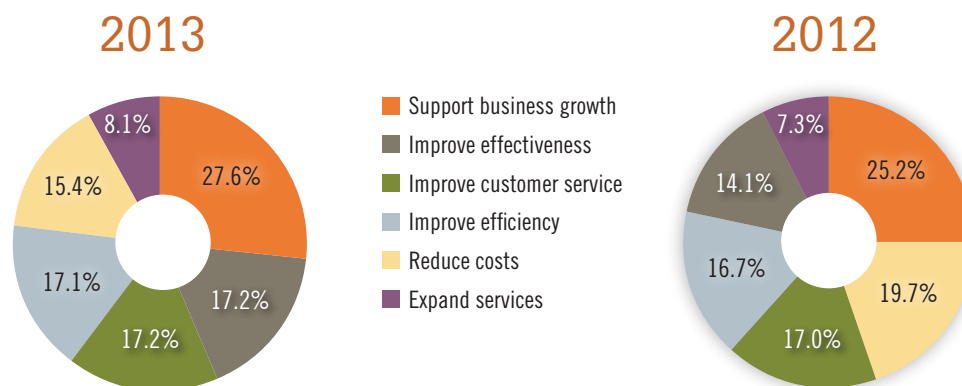 2013
2012
8.1%
27.6%
15.4%
17.1%
17.2%
17.2%
Support business growth
Improve effectiveness
Improve customer service
Improve efficiency
Reduce costs
Expand services
7.3%
25.2%
14.1%
16.7%
19.7%
17.0%